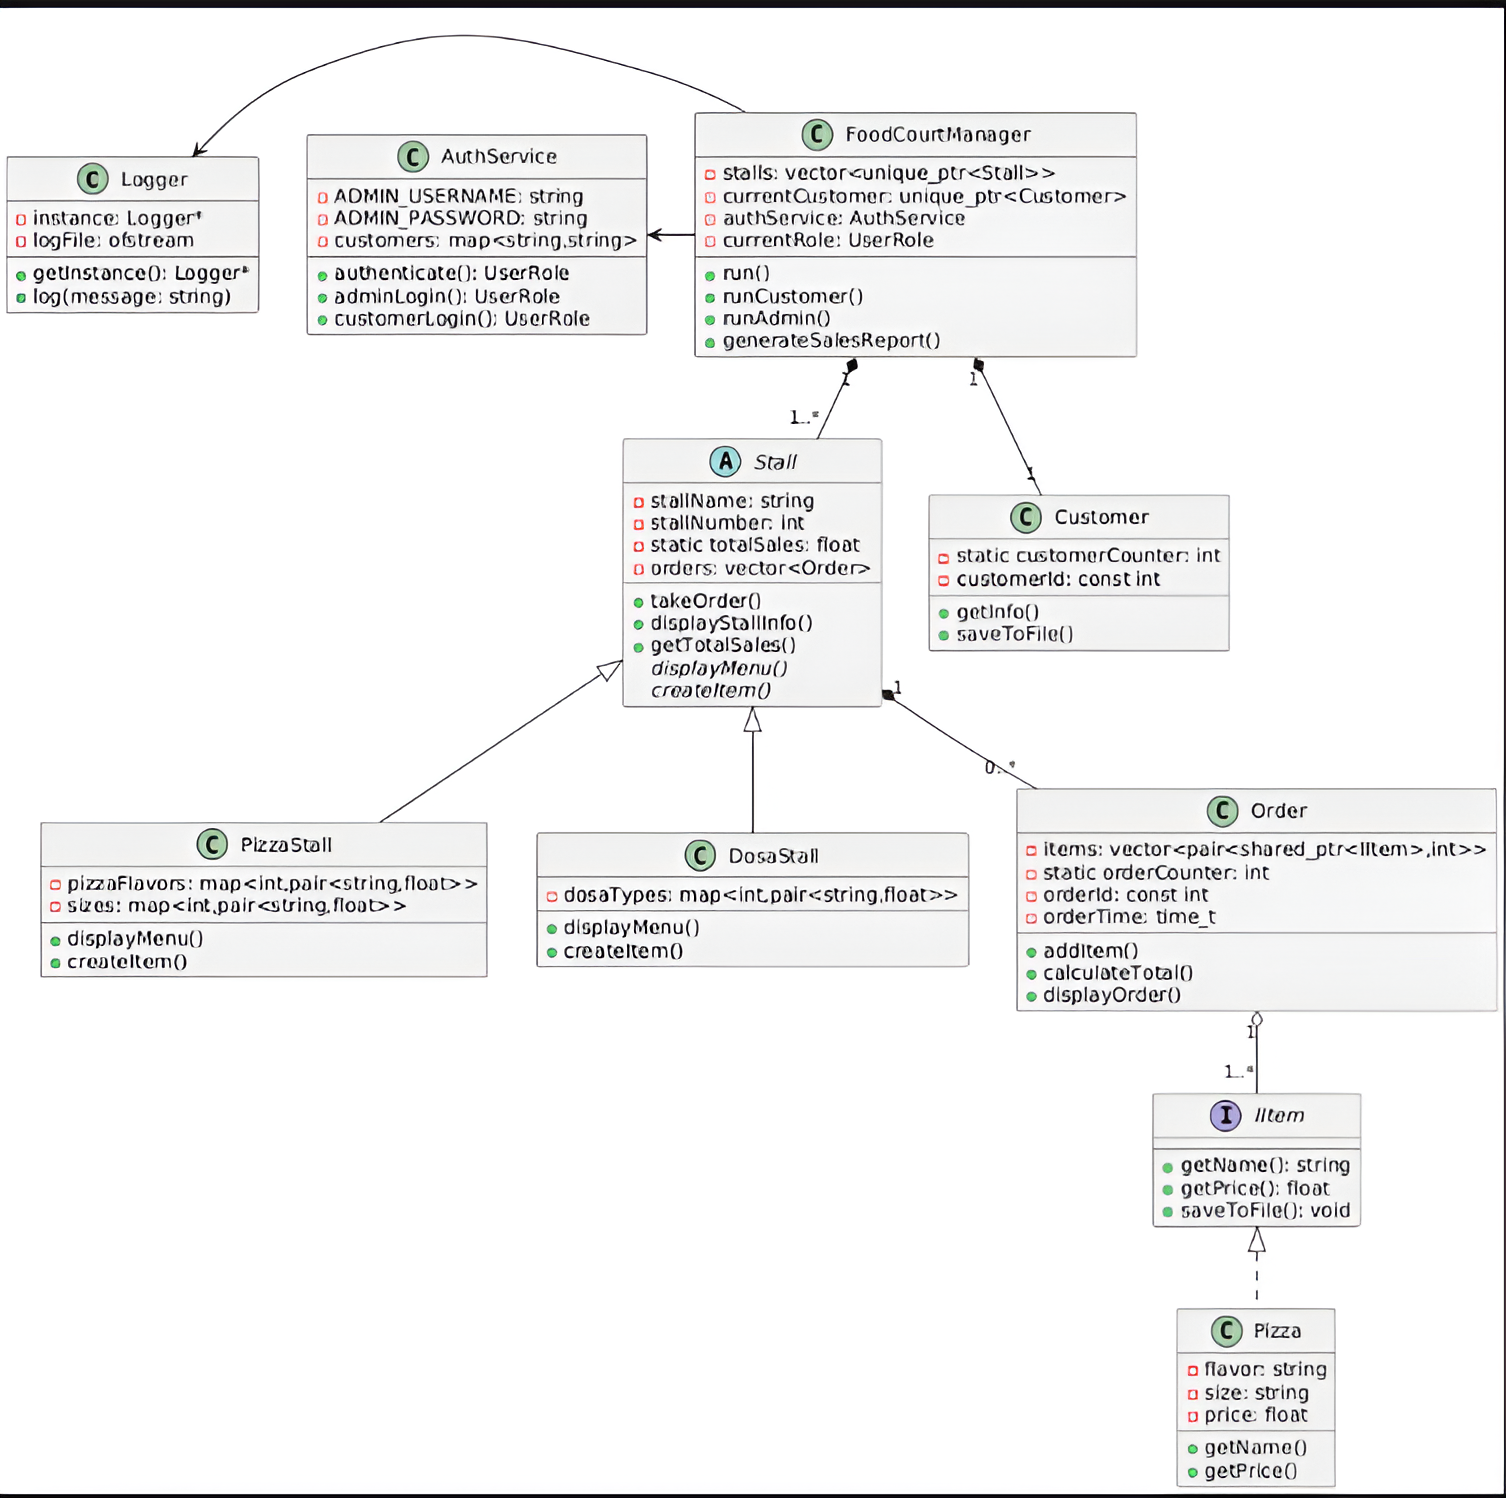 C FoodCourtManager
stalls: vector<unique_ptr<Stall>>
currentCustomer: unique_ptr<Customer>
authService: AuthService
currentRole: UserRole
run()
runCustomer()
runAdmin()
generateSalesReport()
C AuthService
ADMIN_USERNAME: string
ADMIN_PASSWORD: string
customers: map<string,string>
authenticate(): UserRole
adminLogin(): UserRole
customerLogin(): UserRole
C Logger
instance: Logger*
logFile: ofstream
getInstance(): Logger*
log(message: string)
1
1
1..*
1
A Stall
stallName: string
stallNumber: int
static totalSales: float
orders: vector<Order>
takeOrder()
displayStallInfo()
getTotalSales()
displayMenu()
createItem()
C Customer
static customerCounter: int
customerId: const int
getInfo()
saveToFile()
1
0..*
C PizzaStall
pizzaFlavors: map<int,pair<string,float>>
sizes: map<int,pair<string,float>>
displayMenu()
createItem()
C DosaStall
dosaTypes: map<int,pair<string,float>>
displayMenu()
createItem()
C Order
items: vector<pair<shared_ptr<IItem>,int>>
static orderCounter: int
orderId: const int
orderTime: time_t
addItem()
calculateTotal()
displayOrder()
1
1..*
I IItem
getName(): string
getPrice(): float
saveToFile(): void
C Pizza
flavor: string
size: string
price: float
getName()
getPrice()